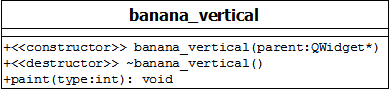 banana_vertical
+<<constructor>> banana_vertical(parent:QWidget*)
+<<destructor>> ~banana_vertical()
+paint(type:int): void